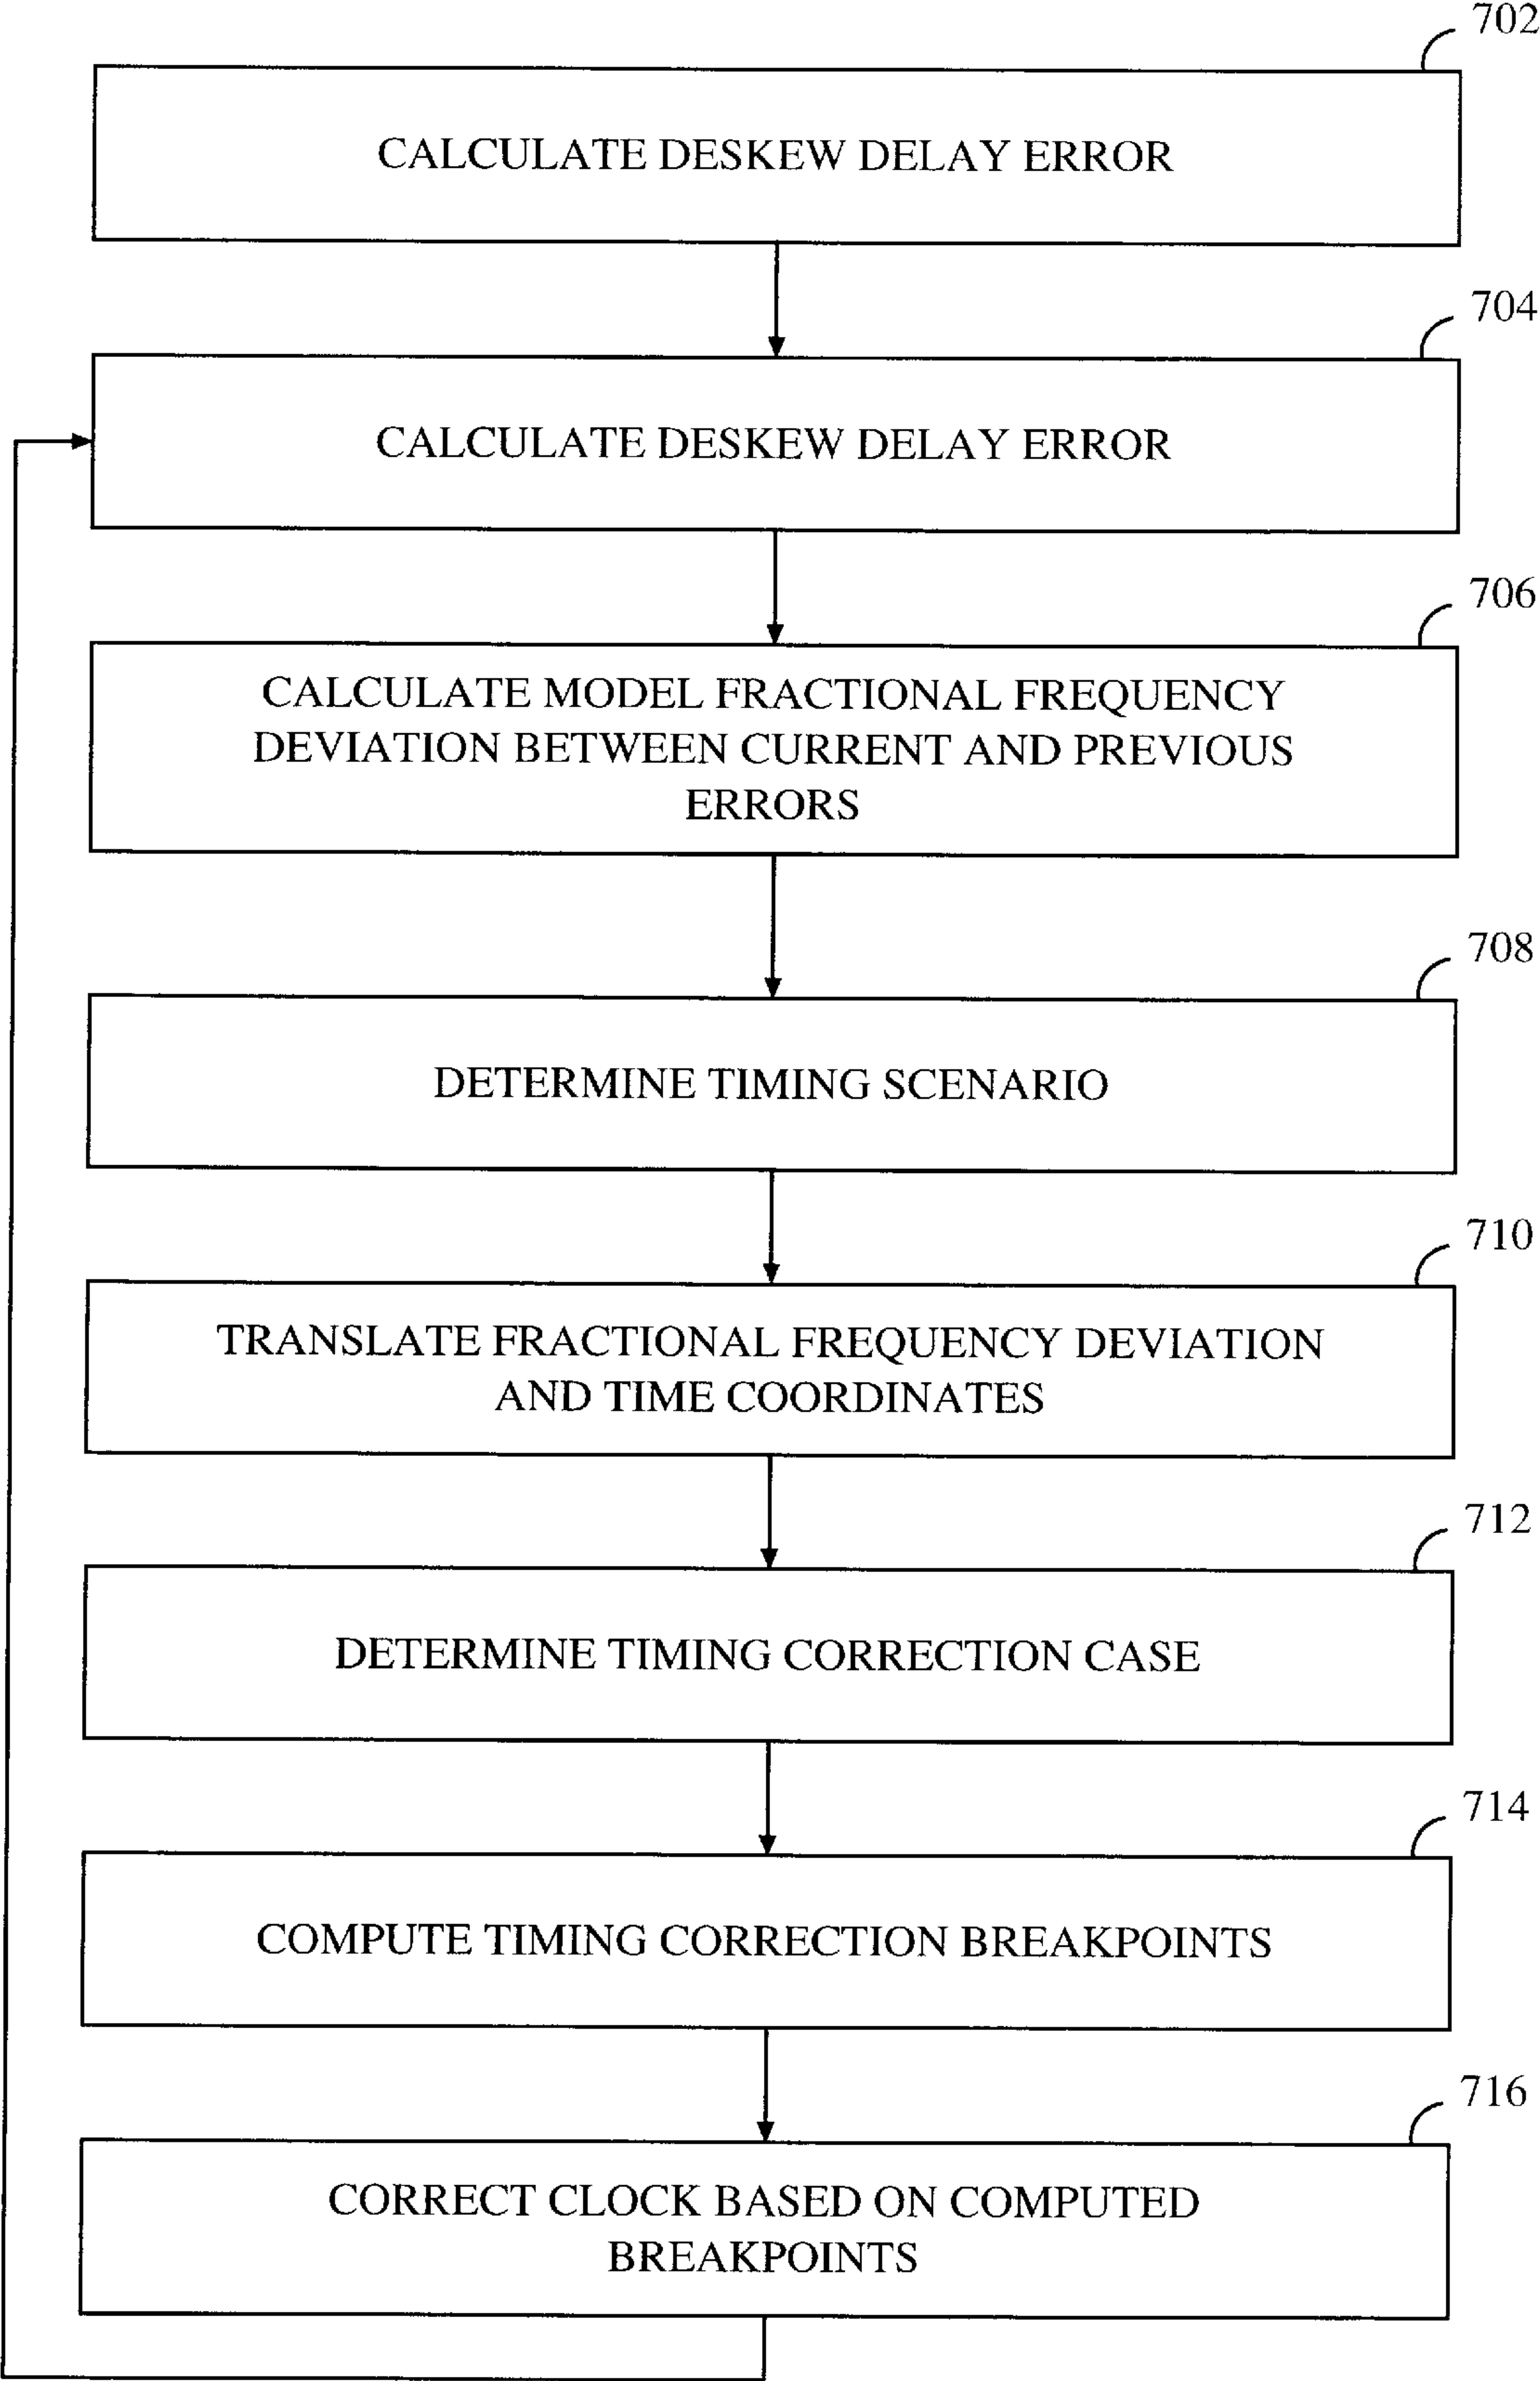 702
CALCULATE DESKEW DELAY ERROR
704
CALCULATE DESKEW DELAY ERROR
706
CALCULATE MODEL FRACTIONAL FREQUENCY
DEVIATION BETWEEN CURRENT AND PREVIOUS
ERRORS
708
DETERMINE TIMING SCENARIO
710
TRANSLATE FRACTIONAL FREQUENCY DEVIATION
AND TIME COORDINATES
712
DETERMINE TIMING CORRECTION CASE
714
COMPUTE TIMING CORRECTION BREAKPOINTS
716
CORRECT CLOCK BASED ON COMPUTED
BREAKPOINTS